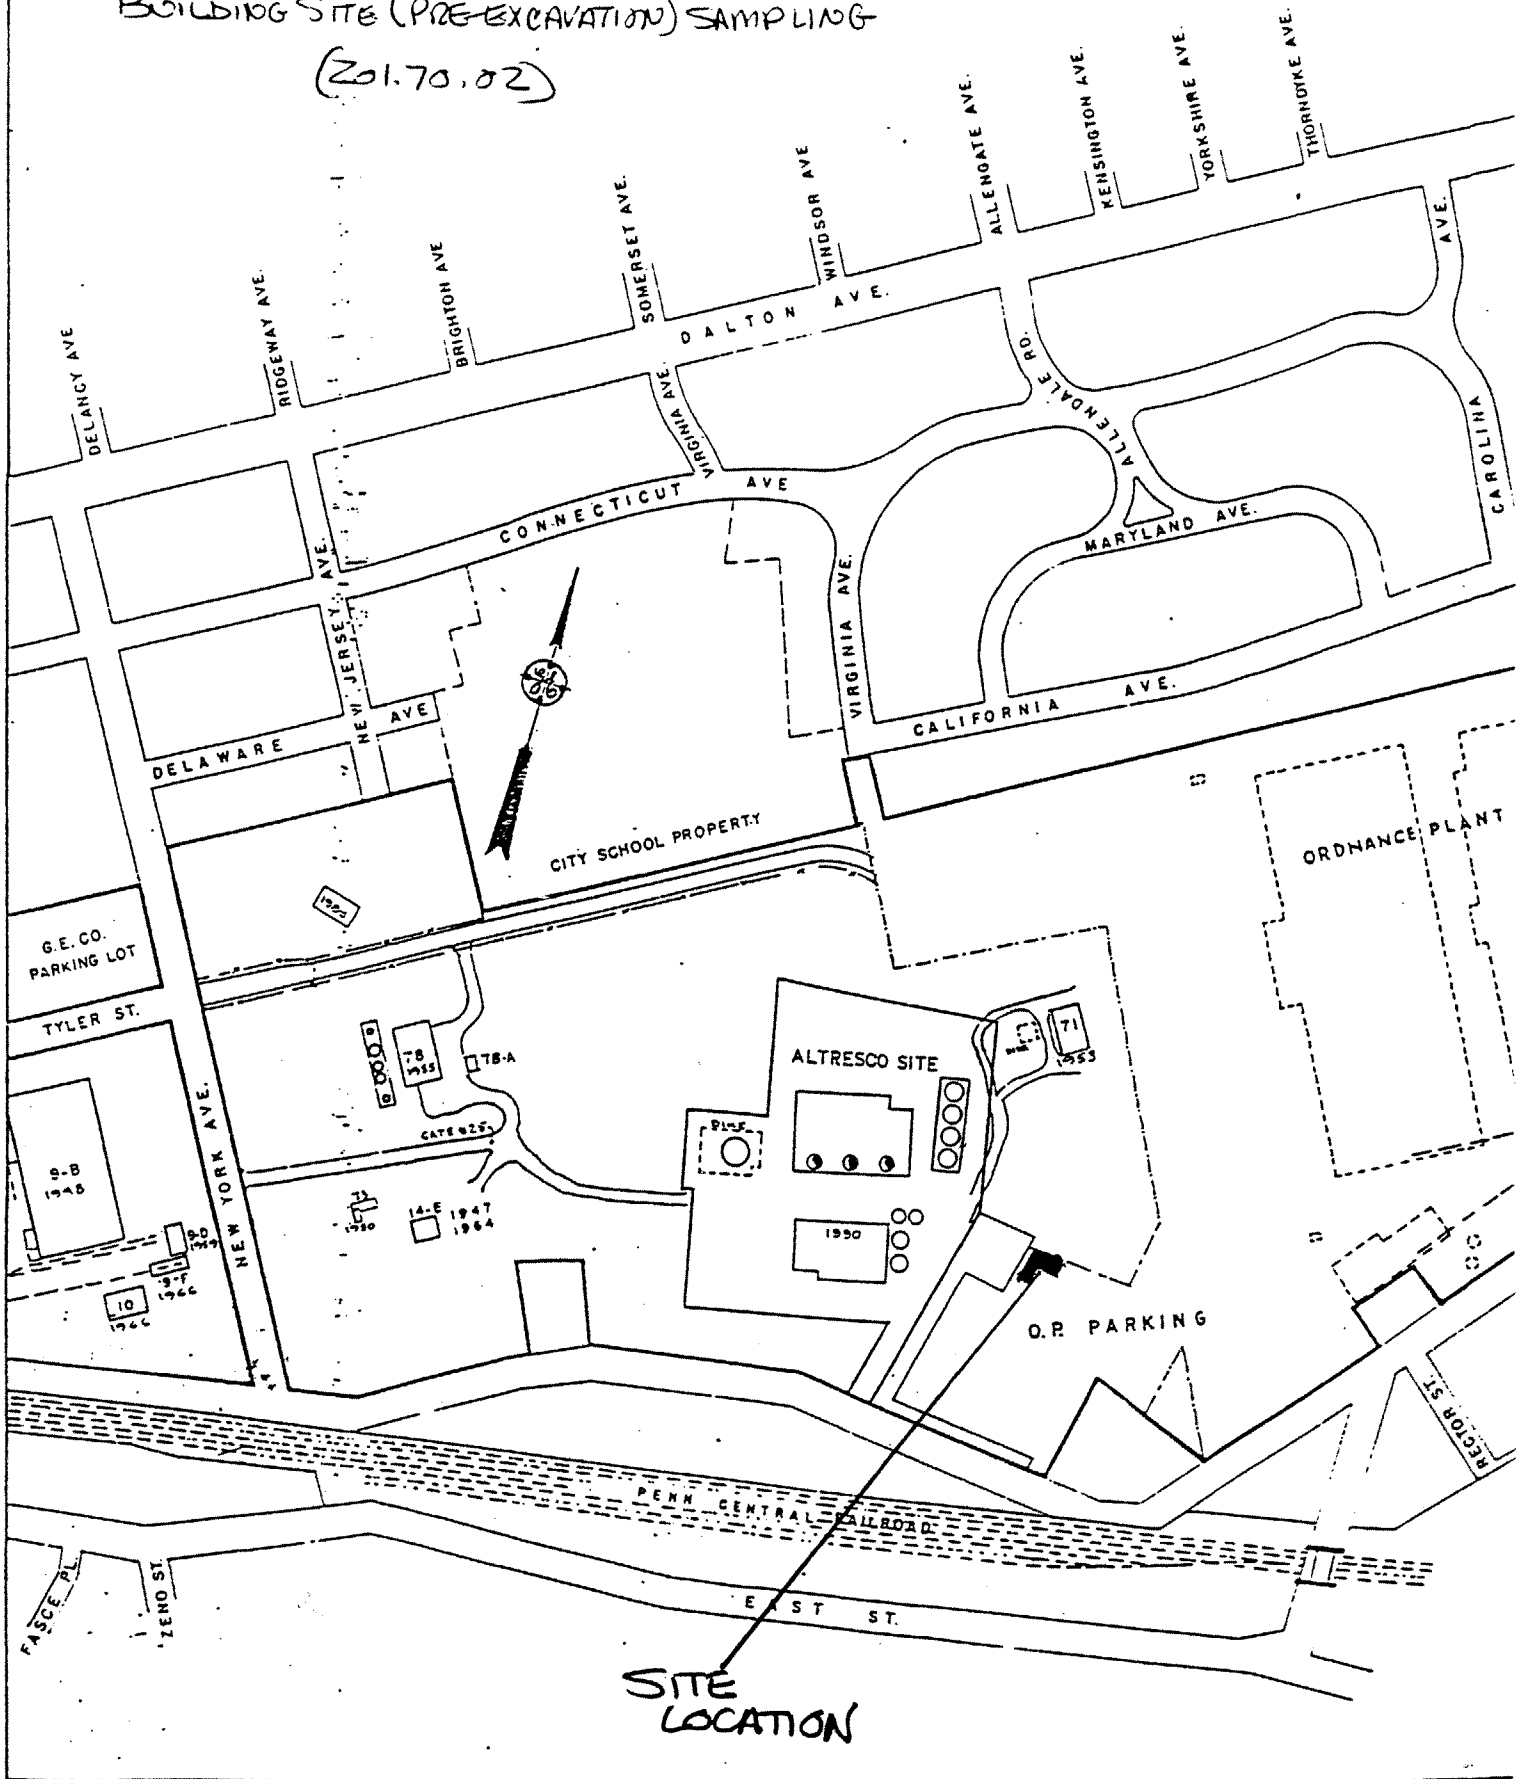 BUILDING SITE (PRE-EXCAVATION) SAMPLING
(201.70.02)
DELANCY AVE
RIDGEWAY AVE.
BRIGHTON AVE
SOMERSET AVE.
WINDSOR AVE
ALLENGATE AVE.
KENSINGTON AVE.
YORKSHIRE AVE.
THORNDYKE AVE.
DALTON AVE.
VIRGINIA AVE.
ALLENDALE RD.
ALLENDALE
CAROLINA AVE.
CONNECTICUT AVE
MARYLAND AVE.
NEW JERSEY AVE.
VIRGINIA AVE.
CALIFORNIA AVE.
DELAWARE AVE
CITY SCHOOL PROPERTY
ORDNANCE PLANT
G.E. CO.
PARKING LOT
TYLER ST.
NEW YORK AVE.
78
1955
78-A
GATE #25
ALTRESCO SITE
71
1953
9-B
1948
9-F
1966
10
1966
14-E 1947
1964
1990
O.P. PARKING
RECTOR ST.
PENN CENTRAL RAILROAD
EAST ST.
FASCE PL.
ZENO ST.
SITE
LOCATION